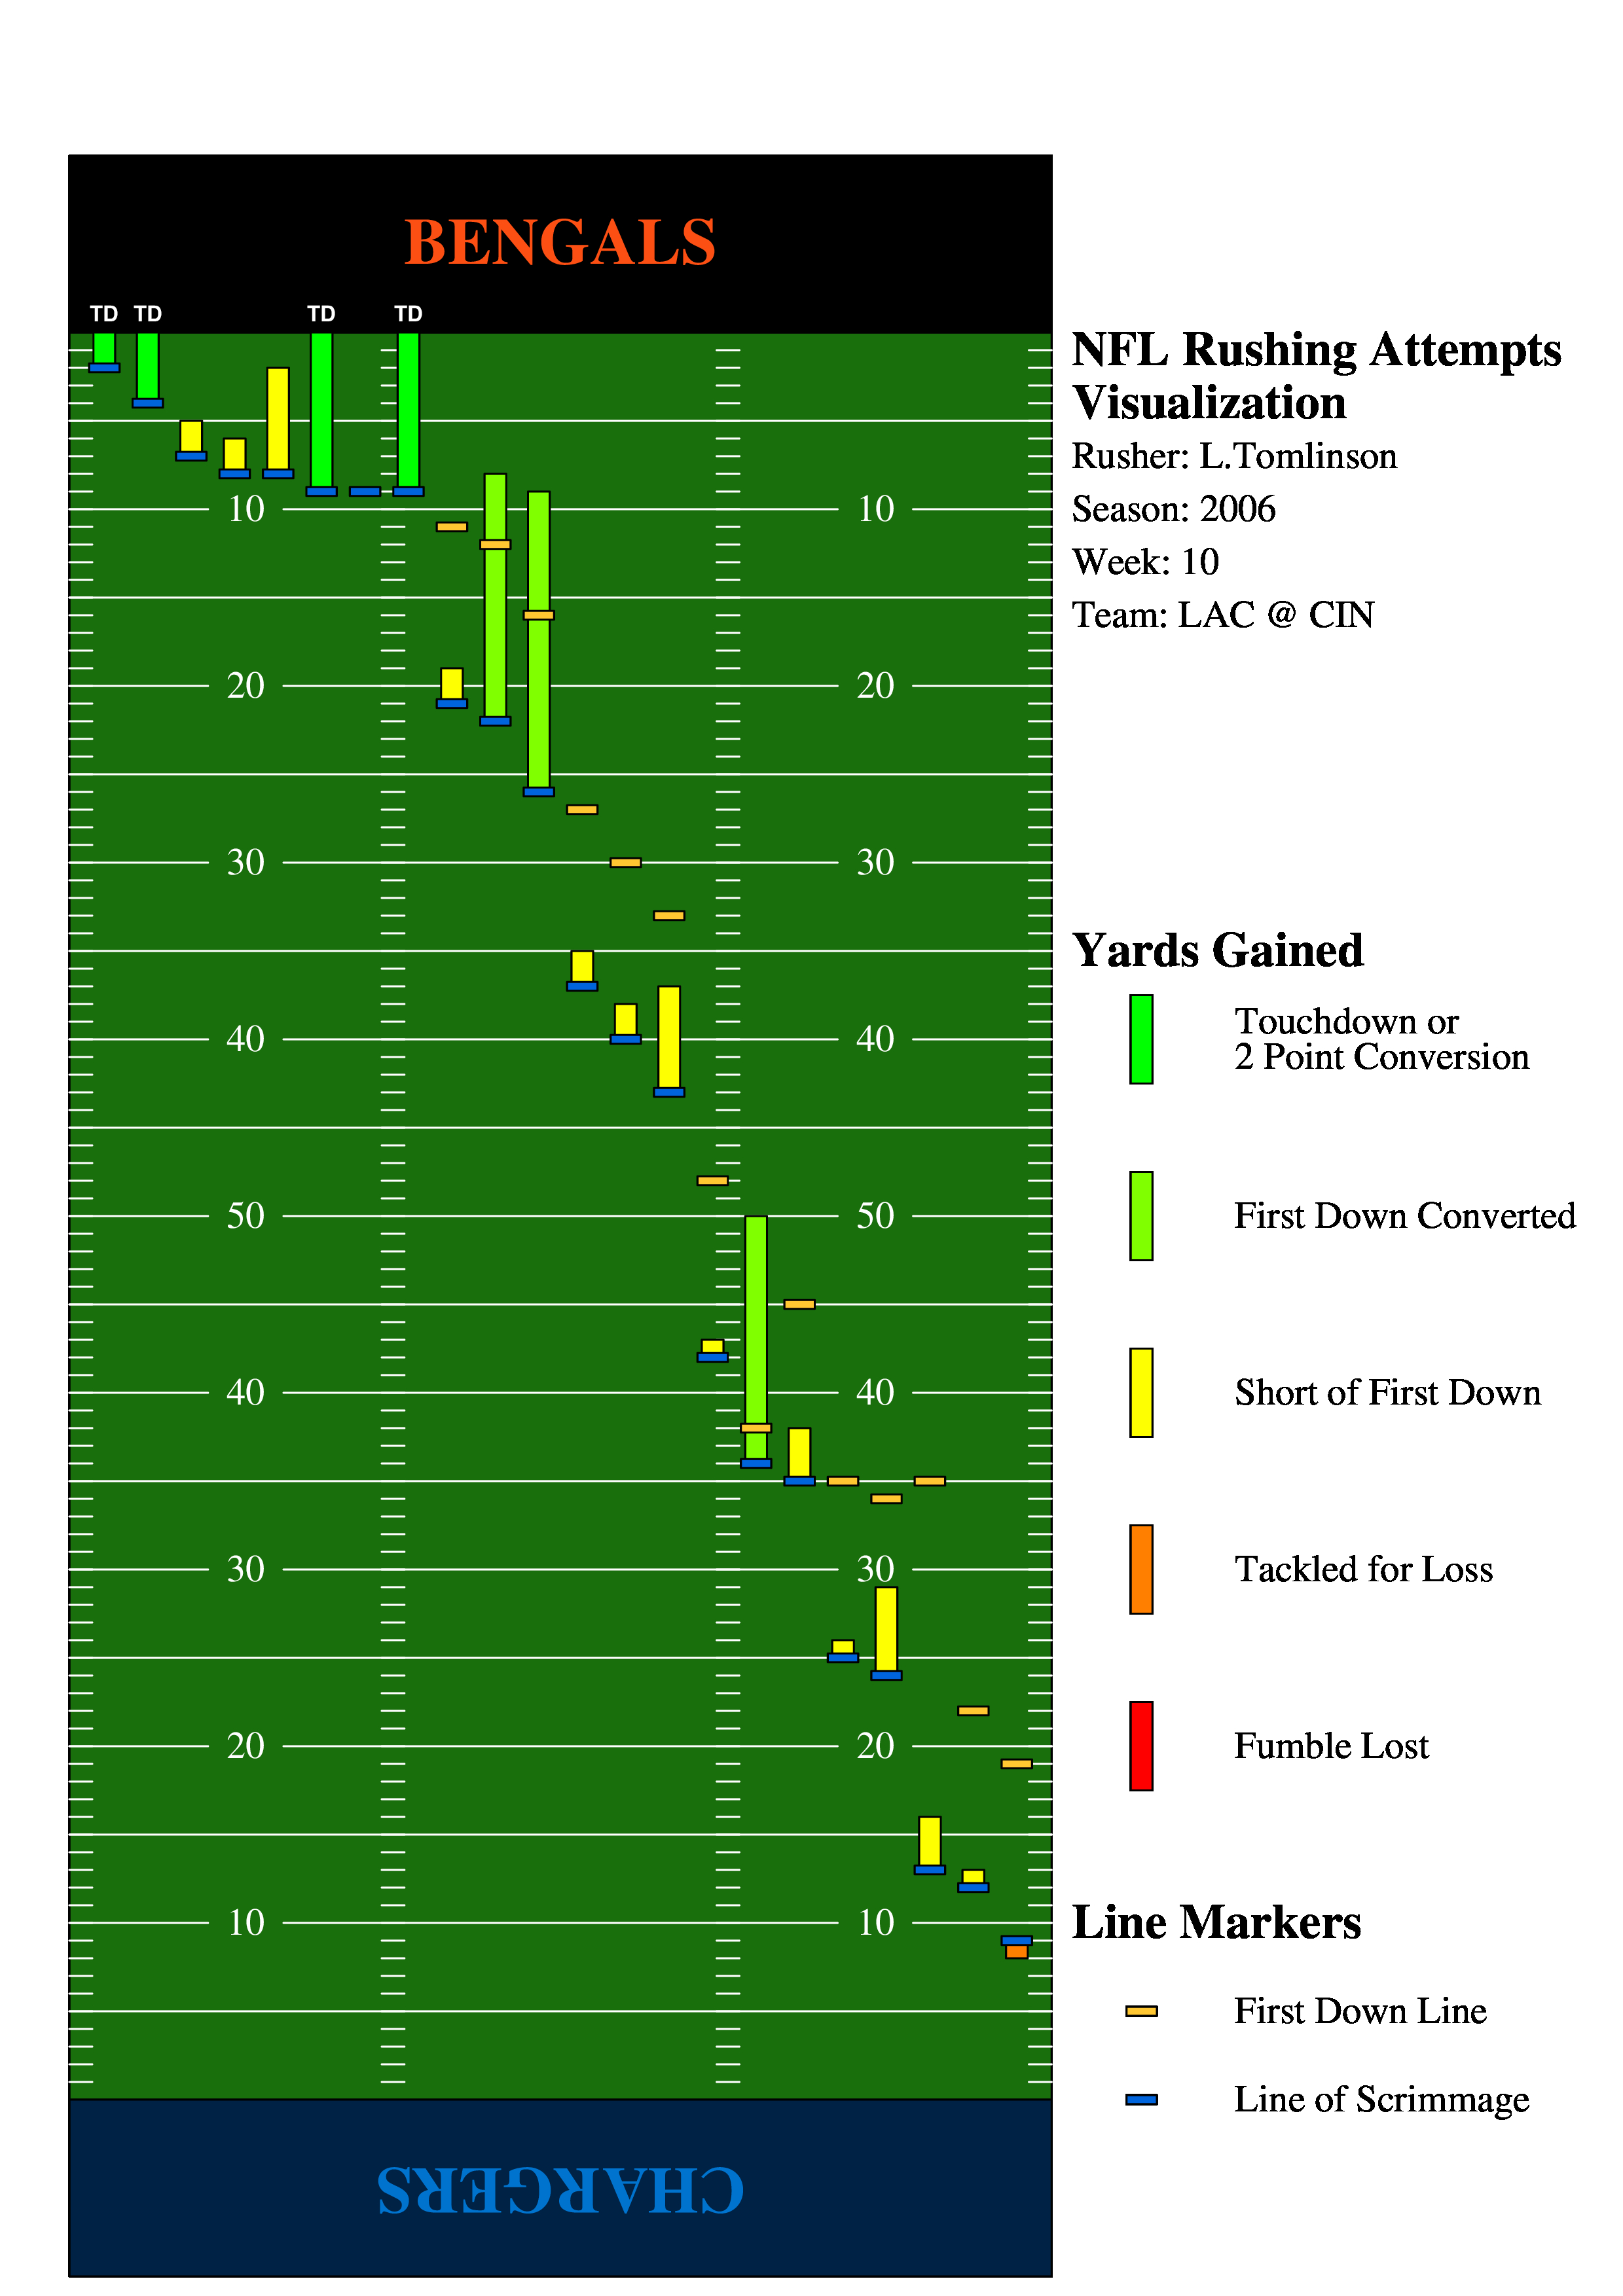 BENGALS
TD TD TD TD
NFL Rushing Attempts
Visualization
Rusher: L.Tomlinson
Season: 2006
Week: 10
Team: LAC @ CIN
10 10
20 20
30 30
40 40
50 50
40 40
30 30
20 20
10 10
Yards Gained
Touchdown or
2 Point Conversion
First Down Converted
Short of First Down
Tackled for Loss
Fumble Lost
Line Markers
First Down Line
Line of Scrimmage
CHARGERS